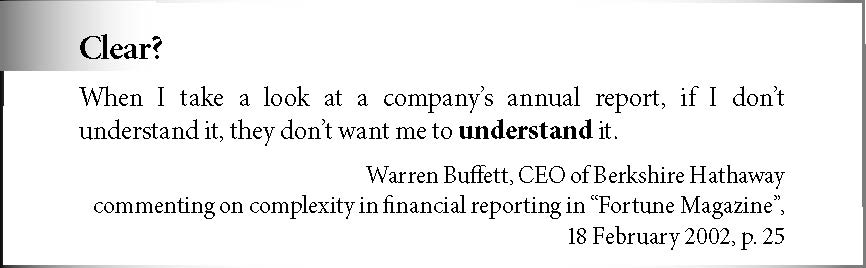 Clear?
When I take a look at a company's annual report, if I don't
understand it, they don't want me to understand it.
Warren Buffett, CEO of Berkshire Hathaway
commenting on complexity in financial reporting in “Fortune Magazine”,
18 February 2002, p. 25